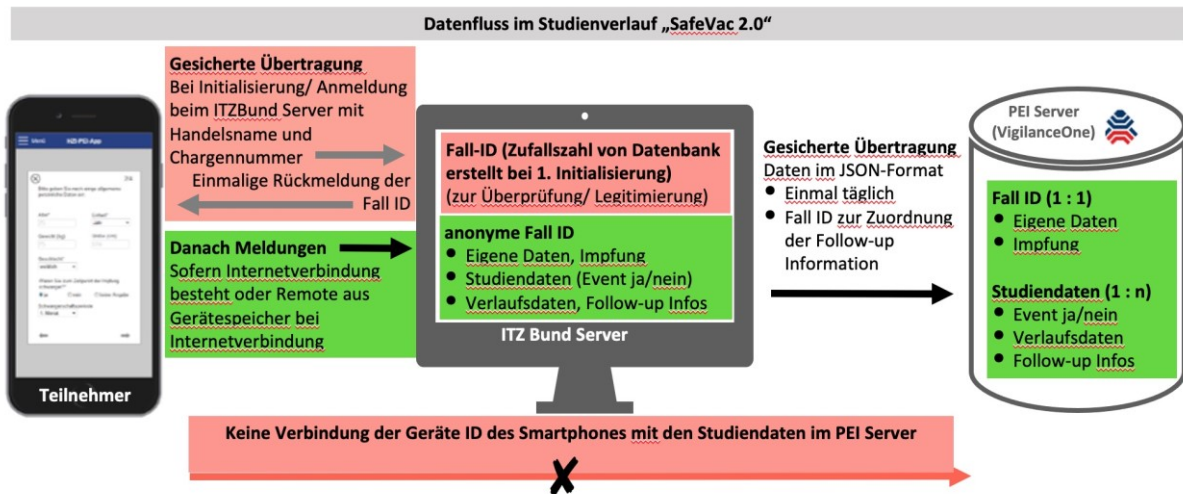 Datenfluss im Studienverlauf „SafeVac 2.0“
Gesicherte Übertragung
Bei Initialisierung/ Anmeldung
beim ITZBund Server mit
Handelsname und
Chargennummer
Einmalige Rückmeldung der
Fall ID
Danach Meldungen
Sofern Internetverbindung
besteht oder Remote aus
Gerätespeicher bei
Internetverbindung
Menü
Teilnehmer
Fall-ID (Zufallszahl von Datenbank
erstellt bei 1. Initialisierung)
(zur Überprüfung/ Legitimierung)
anonyme Fall ID
● Eigene Daten, Impfung
● Studiendaten (Event ja/nein)
● Verlaufsdaten, Follow-up Infos
ITZ Bund Server
Gesicherte Übertragung
Daten im JSON-Format
● Einmal täglich
● Fall ID zur Zuordnung
der Follow-up
Information
PEI Server
(VigilanceOne)
Fall ID (1 : 1)
● Eigene Daten
● Impfung
Studiendaten (1 : n)
● Event ja/nein
● Verlaufsdaten
● Follow-up Infos
Keine Verbindung der Geräte ID des Smartphones mit den Studiendaten im PEI Server